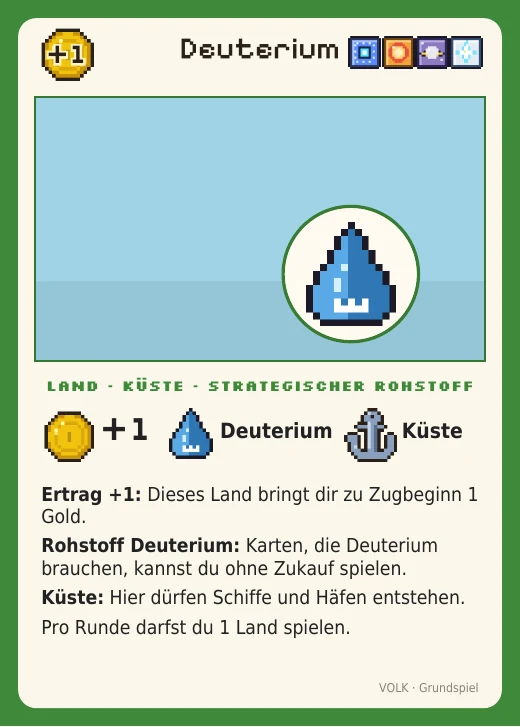 +1 Deuterium
LAND - KÜSTE - STRATEGISCHER ROHSTOFF
+1 Deuterium Küste
Ertrag +1: Dieses Land bringt dir zu Zugbeginn 1
Gold.
Rohstoff Deuterium: Karten, die Deuterium
brauchen, kannst du ohne Zukauf spielen.
Küste: Hier dürfen Schiffe und Häfen entstehen.
Pro Runde darfst du 1 Land spielen.
VOLK · Grundspiel